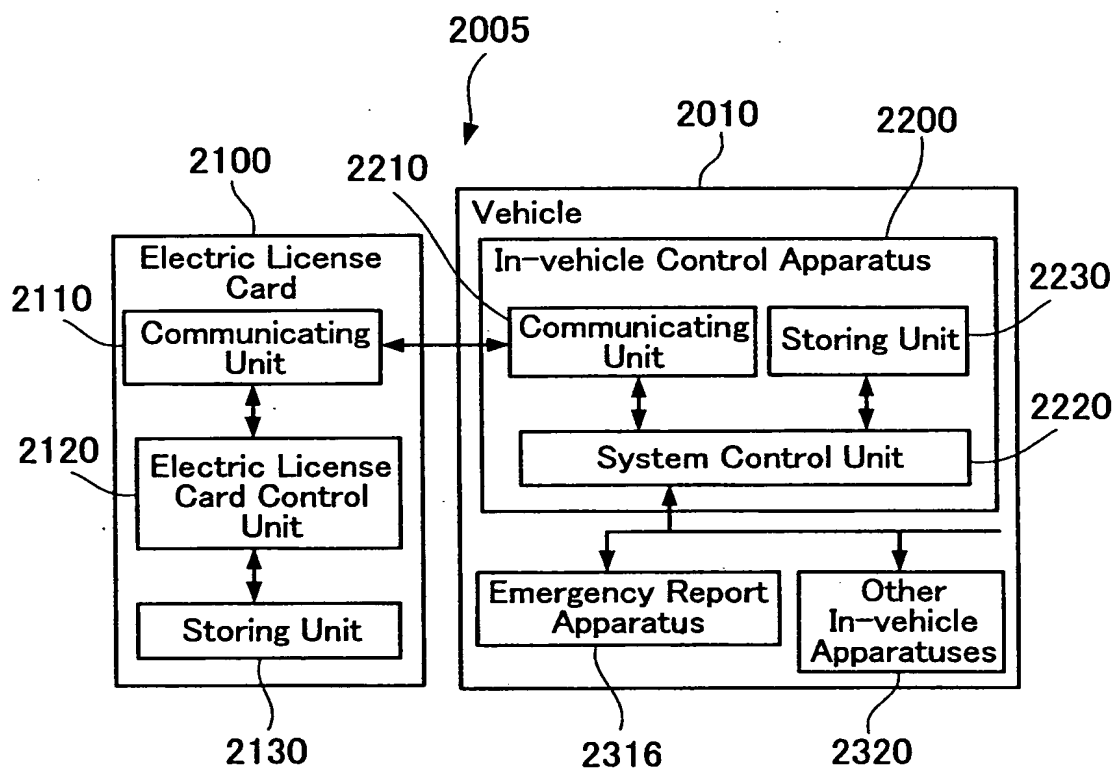 2005
2010
2200
2100
2210
Vehicle
Electric License
Card
In-vehicle Control Apparatus
2110
2230
Communicating
Unit
Communicating
Unit
Storing Unit
2120
2220
Electric License
Card Control
Unit
System Control Unit
Emergency Report
Apparatus
Other
In-vehicle
Apparatuses
Storing Unit
2130
2316
2320